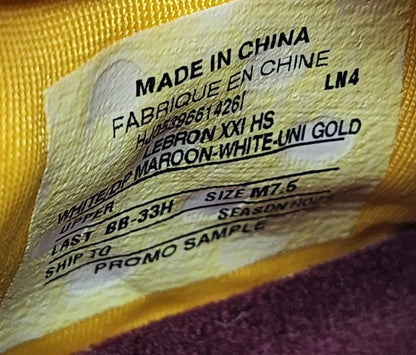 MADE IN CHINA
FABRIQUE EN CHINE
LN4
LEBRON XXI HS
WHITE/DP MAROON-WHITE-UNI GOLD
UPPER
LAST BB-33H SIZE M7.5
SHIP TO SEASON
PROMO SAMPLE